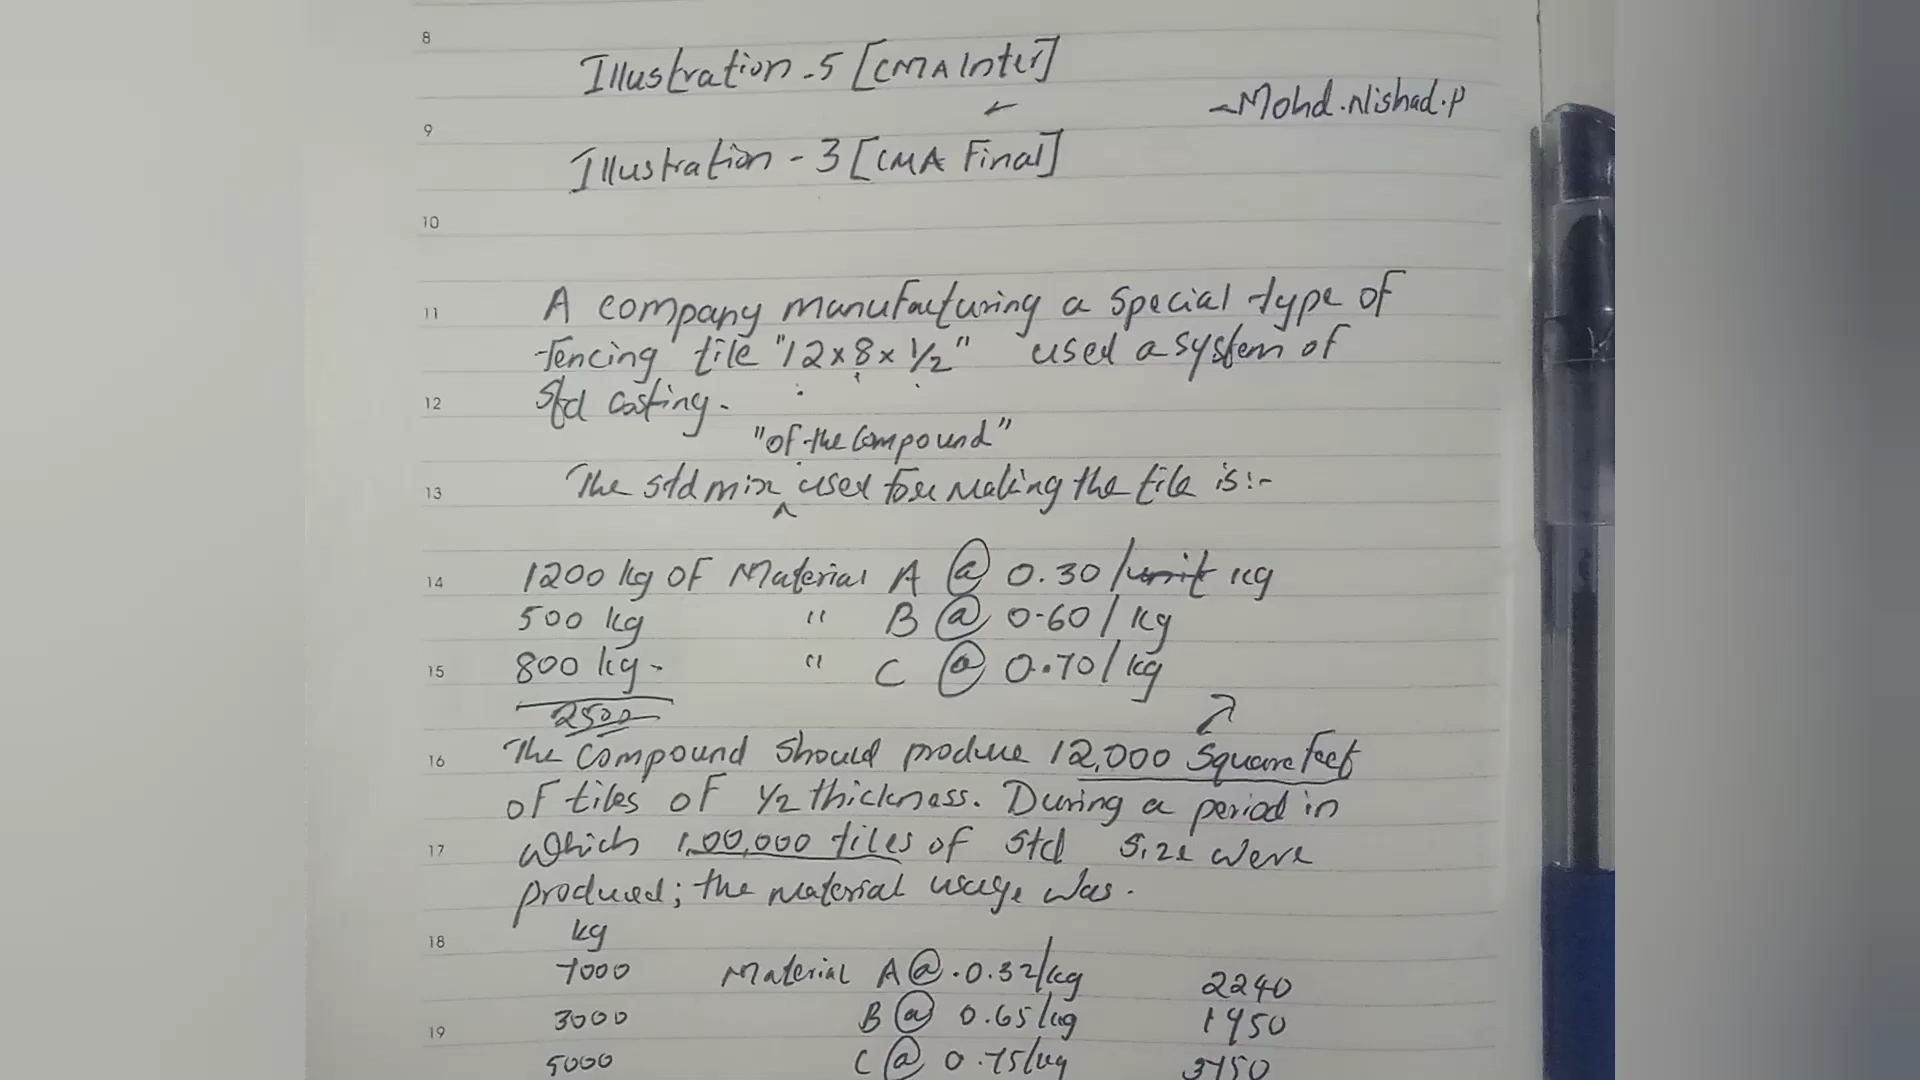 8
Illustration - 5 [CMA Inter]
- Mohd. Nishad. P
9
Illustration - 3 [CMA Final]
10
11 A company manufacturing a special type of
fencing tile "12 x 8 x 1/2" used a system of
12 Std costing.
"of the compound"
13 The std mix used for making the tile is:-
14 1200 kg of Material A @ 0.30 /unit kg
500 kg " B @ 0.60 / kg
15 800 kg - " C @ 0.70 / kg
2500
16 The compound should produce 12,000 Square feet
of tiles of 1/2 thickness. During a period in
17 which 1,00,000 tiles of std size were
produced; the material usage was.
18 kg
7000 Material A @ .0.32/kg 2240
3000 B @ 0.65/kg 1950
19
5000 C @ 0.75/kg 3750